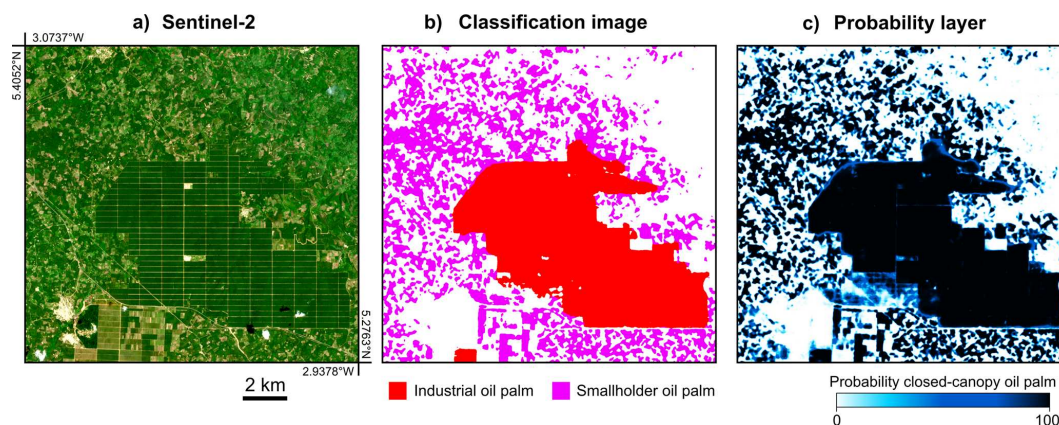 a) Sentinel-2
b) Classification image
c) Probability layer
3.0737°W
5.4052°N
5.2763°N
2.9378°W
2 km
Industrial oil palm
Smallholder oil palm
Probability closed-canopy oil palm
0
100